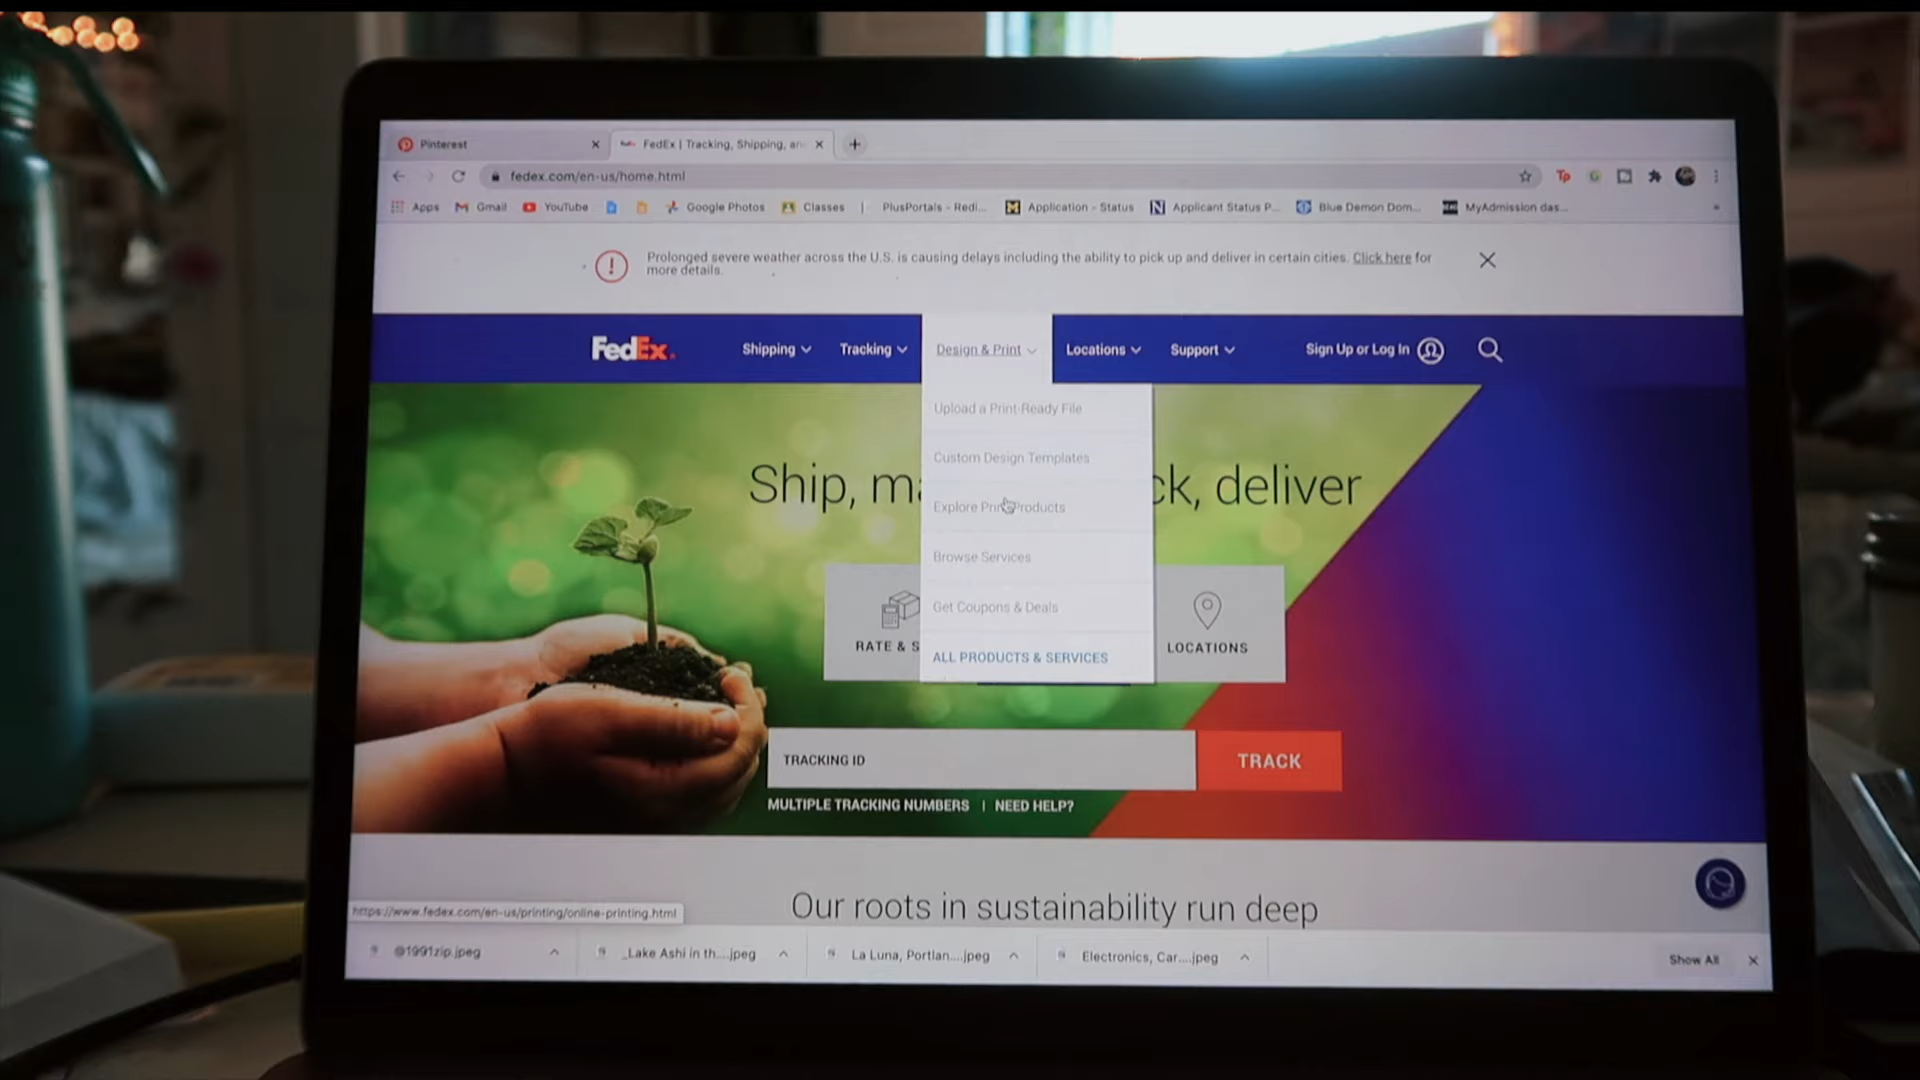 Pinterest
FedEx | Tracking, Shipping, an
fedex.com/en-us/home.html
Apps Gmail YouTube Google Photos Classes PlusPortals - Redi... Application - Status Applicant Status P... Blue Demon Dom... MyAdmission das...
Prolonged severe weather across the U.S. is causing delays including the ability to pick up and deliver in certain cities. Click here for
more details.
FedEx. Shipping Tracking Design & Print Locations Support Sign Up or Log In
Upload a Print-Ready File
Custom Design Templates
Ship, ma ck, deliver
Explore Print Products
Browse Services
Get Coupons & Deals
RATE & S LOCATIONS
ALL PRODUCTS & SERVICES
TRACKING ID TRACK
MULTIPLE TRACKING NUMBERS | NEED HELP?
Our roots in sustainability run deep
https://www.fedex.com/en-us/printing/online-printing.html
@1991zip.jpeg _Lake Ashi in th....jpeg La Luna, Portlan....jpeg Electronics, Car....jpeg Show All